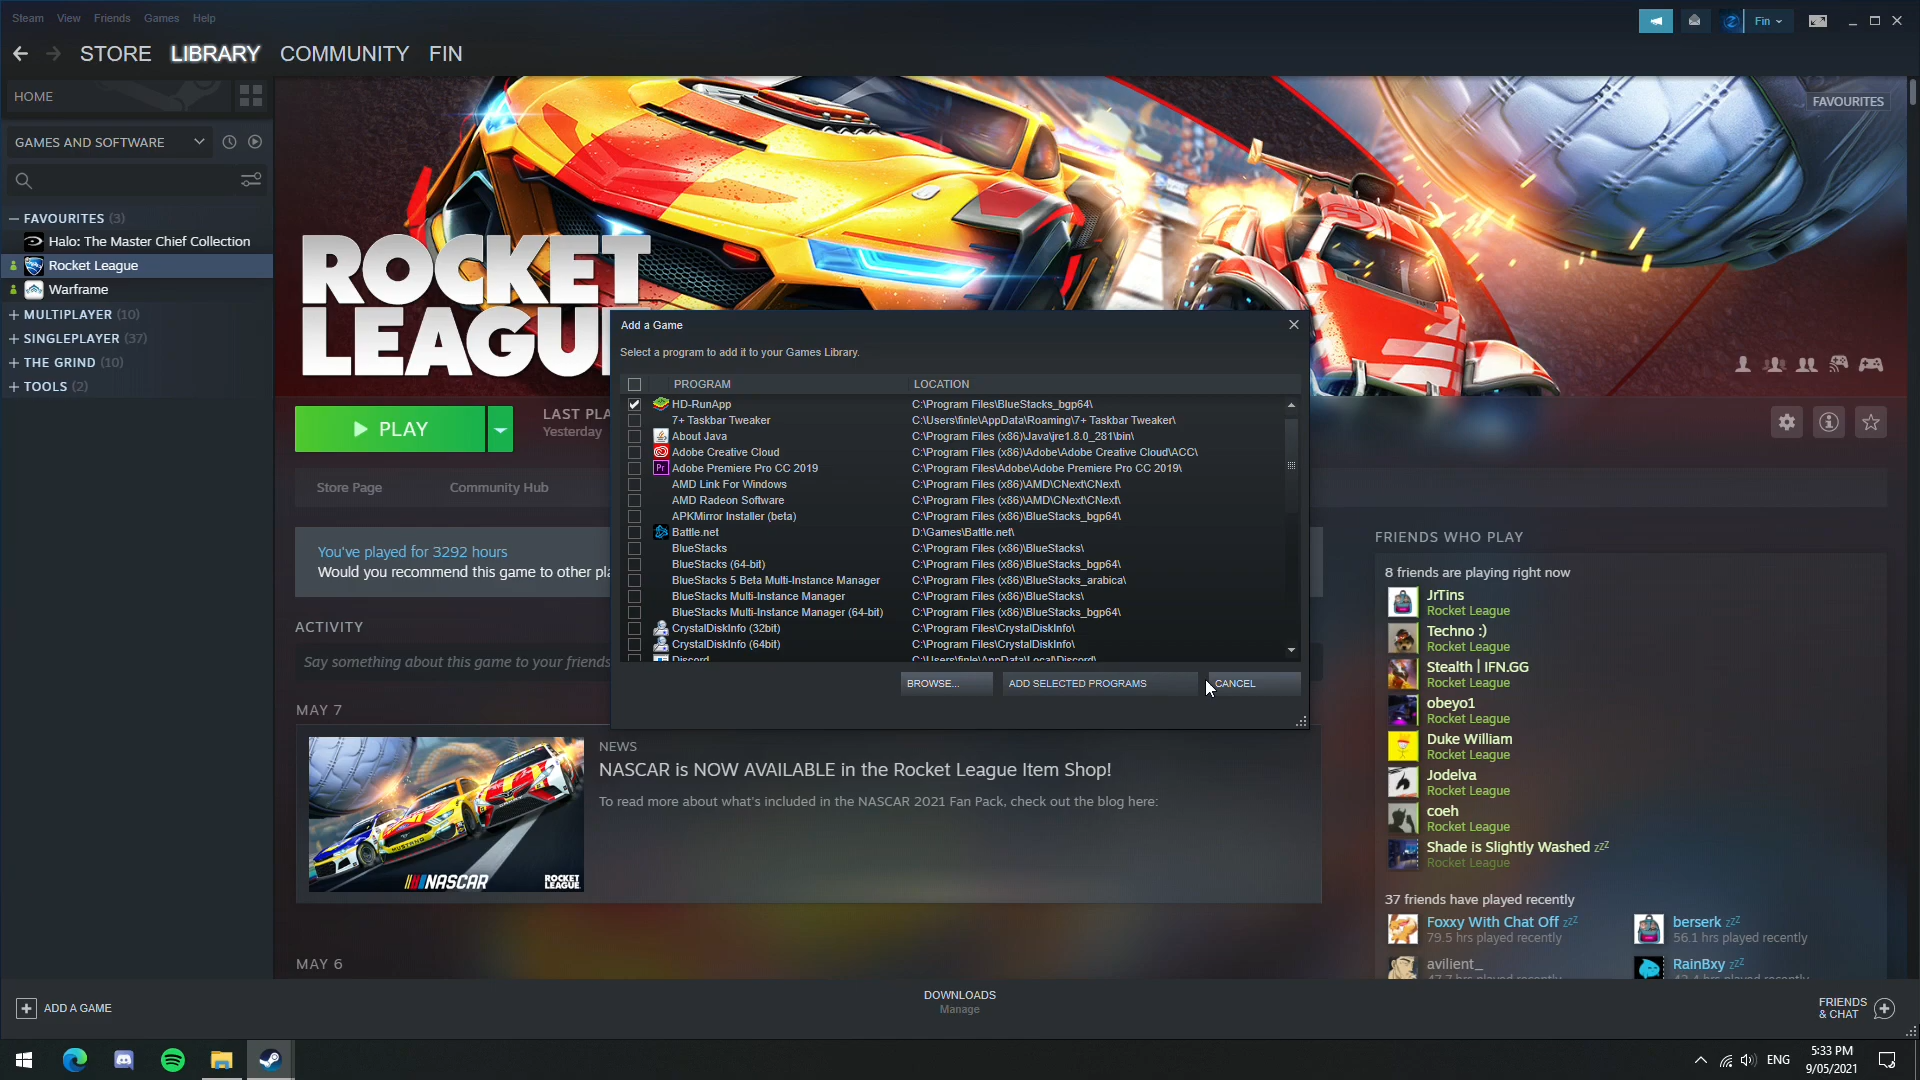 Steam View Friends Games Help
Fin
STORE LIBRARY COMMUNITY FIN
HOME
FAVOURITES
GAMES AND SOFTWARE
— FAVOURITES (3)
Halo: The Master Chief Collection
Rocket League
Warframe
+ MULTIPLAYER (10)
+ SINGLEPLAYER (37)
+ THE GRIND (10)
+ TOOLS (2)
ROCKET
LEAGU
PLAY
LAST PLA
Yesterday
Store Page Community Hub
You've played for 3292 hours
Would you recommend this game to other pla
ACTIVITY
Say something about this game to your friends
MAY 7
NEWS
NASCAR is NOW AVAILABLE in the Rocket League Item Shop!
To read more about what's included in the NASCAR 2021 Fan Pack, check out the blog here:
MUSTANG
NASCAR
ROCKET
LEAGUE
MAY 6
Add a Game
Select a program to add it to your Games Library.
PROGRAM LOCATION
HD-RunApp C:\Program Files\BlueStacks_bgp64\
7+ Taskbar Tweaker C:\Users\finle\AppData\Roaming\7+ Taskbar Tweaker\
About Java C:\Program Files (x86)\Java\jre1.8.0_281\bin\
Adobe Creative Cloud C:\Program Files (x86)\Adobe\Adobe Creative Cloud\ACC\
Pr Adobe Premiere Pro CC 2019 C:\Program Files\Adobe\Adobe Premiere Pro CC 2019\
AMD Link For Windows C:\Program Files (x86)\AMD\CNext\CNext\
AMD Radeon Software C:\Program Files (x86)\AMD\CNext\CNext\
APKMirror Installer (beta) C:\Program Files (x86)\BlueStacks_bgp64\
Battle.net D:\Games\Battle.net\
BlueStacks C:\Program Files (x86)\BlueStacks\
BlueStacks (64-bit) C:\Program Files (x86)\BlueStacks_bgp64\
BlueStacks 5 Beta Multi-Instance Manager C:\Program Files (x86)\BlueStacks_arabica\
BlueStacks Multi-Instance Manager C:\Program Files (x86)\BlueStacks\
BlueStacks Multi-Instance Manager (64-bit) C:\Program Files (x86)\BlueStacks_bgp64\
CrystalDiskInfo (32bit) C:\Program Files\CrystalDiskInfo\
CrystalDiskInfo (64bit) C:\Program Files\CrystalDiskInfo\
Discord C:\Users\finle\AppData\Local\Discord\
BROWSE... ADD SELECTED PROGRAMS CANCEL
FRIENDS WHO PLAY
8 friends are playing right now
JrTins
Rocket League
Techno :)
Rocket League
Stealth | IFN.GG
Rocket League
obeyo1
Rocket League
Duke William
Rocket League
Jodelva
Rocket League
coeh
Rocket League
Shade is Slightly Washed zzZ
Rocket League
37 friends have played recently
Foxxy With Chat Off zzZ
79.5 hrs played recently
berserk zzZ
56.1 hrs played recently
avilient_
47.7 hrs played recently
RainBxy zzZ
ADD A GAME
DOWNLOADS
Manage
FRIENDS
& CHAT
ENG
5:33 PM
9/05/2021